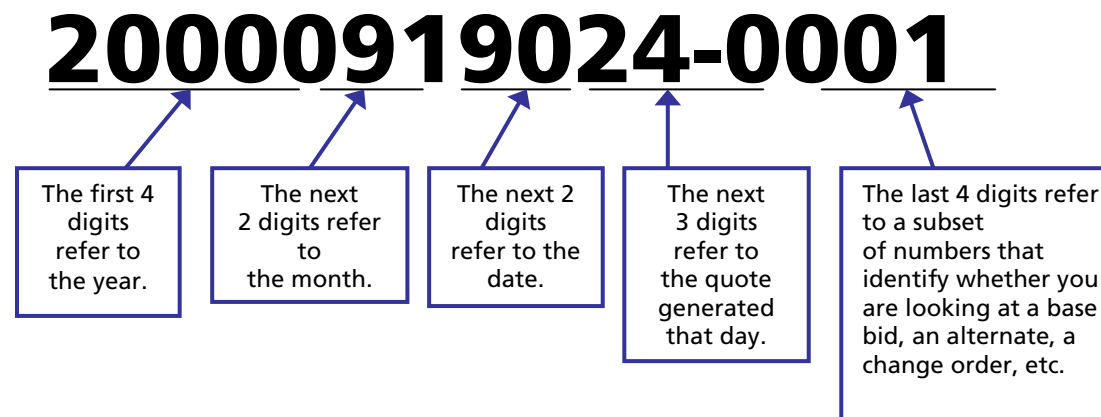 20000919024-0001
The first 4
digits
refer to
the year.
The next
2 digits refer
to
the month.
The next 2
digits
refer to the
date.
The next
3 digits
refer to
the quote
generated
that day.
The last 4 digits refer
to a subset
of numbers that
identify whether you
are looking at a base
bid, an alternate, a
change order, etc.